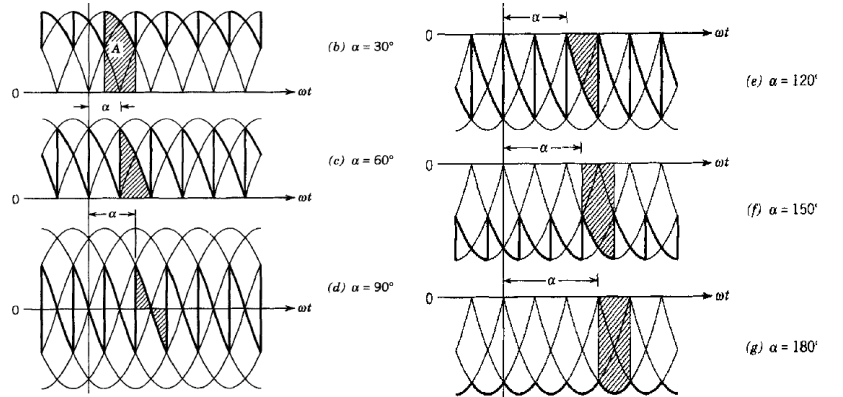 A
(b) α = 30°
0
ωt
α
(c) α = 60°
0
ωt
α
(d) α = 90°
0
ωt
α
0
ωt
(e) α = 120°
α
0
ωt
(f) α = 150°
α
0
ωt
(g) α = 180°